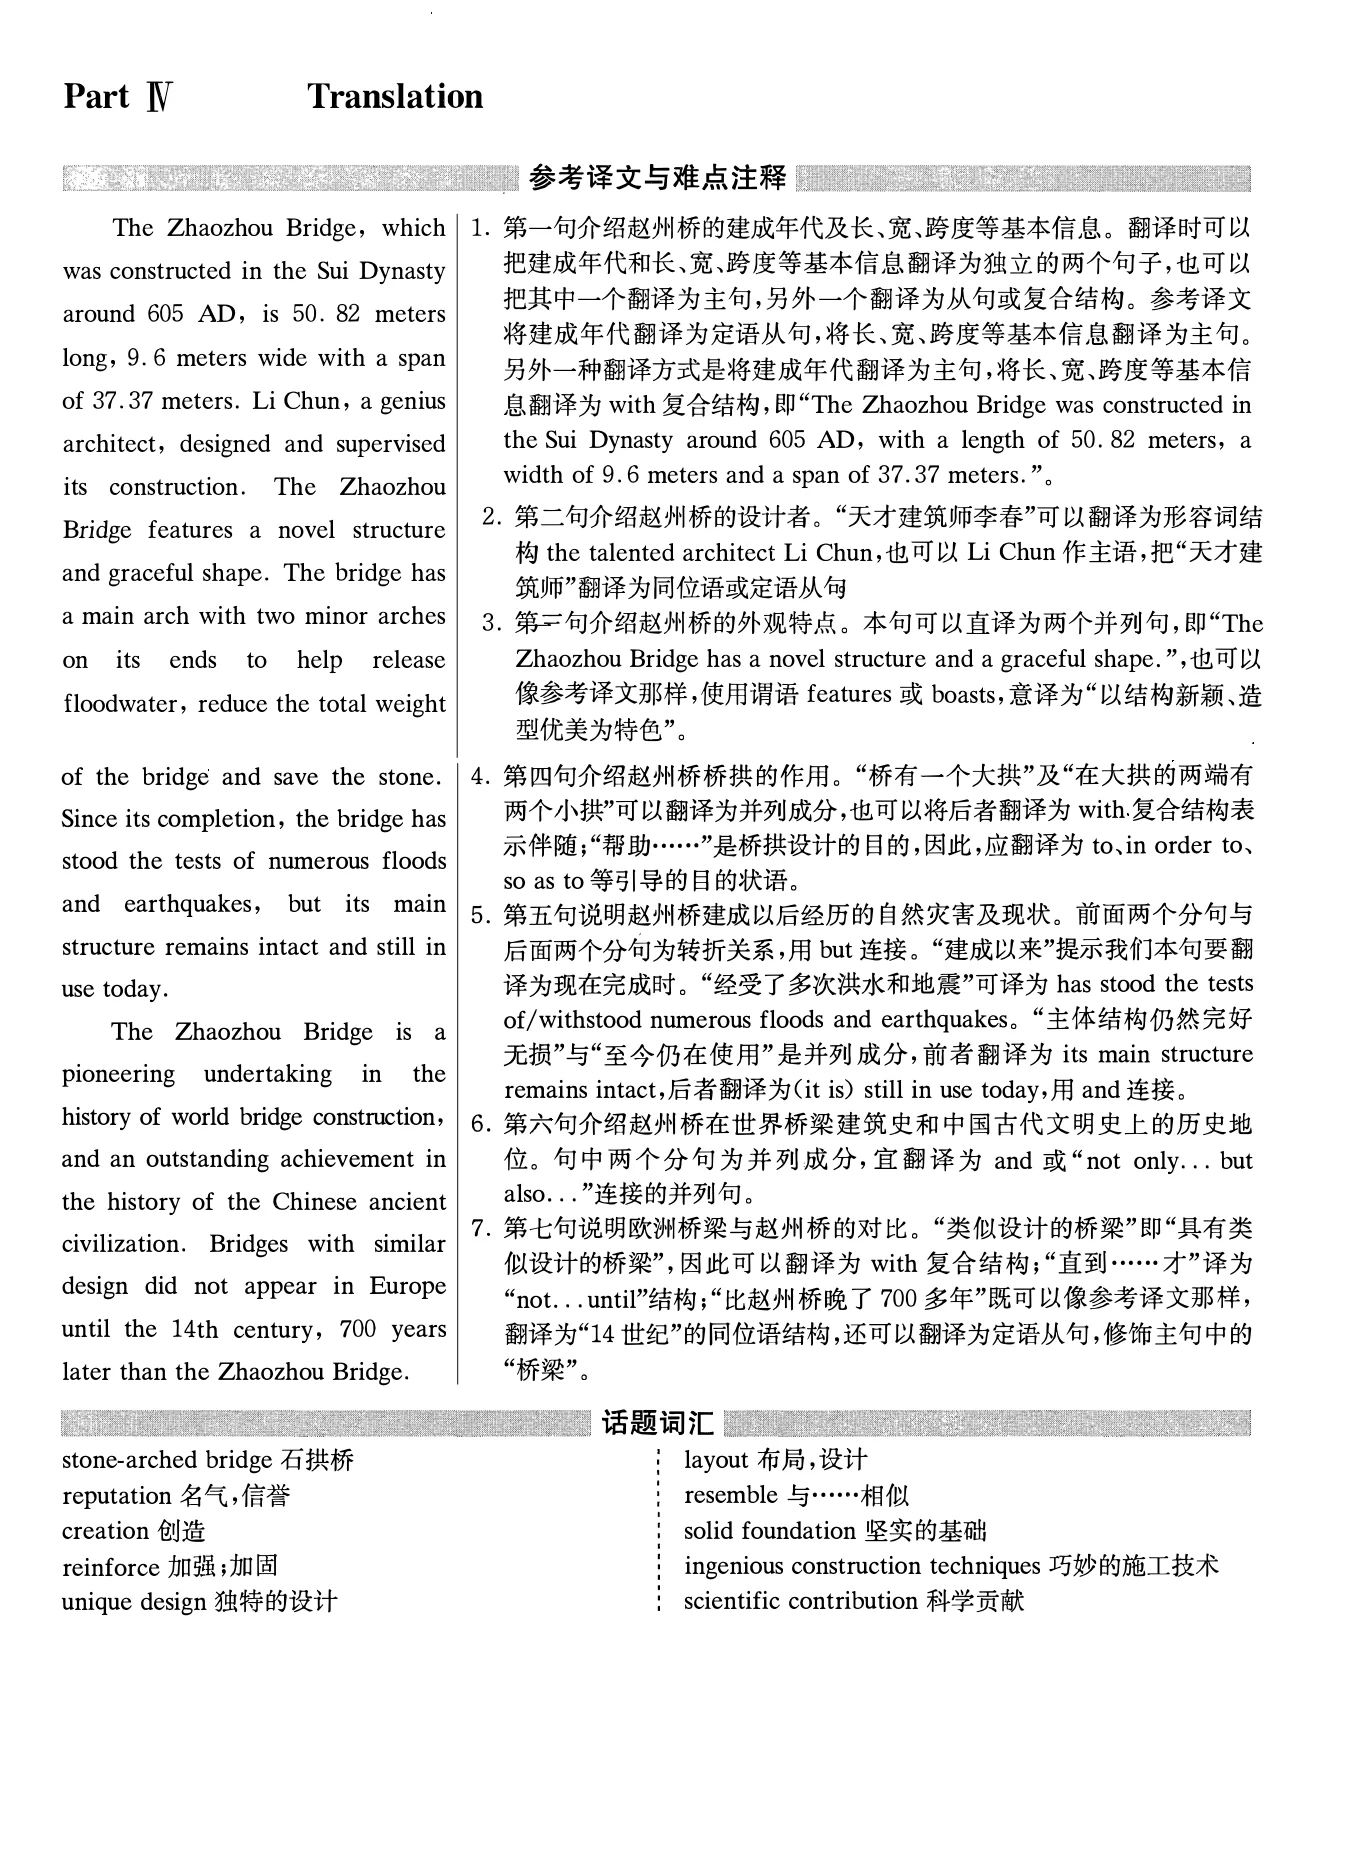 Part Ⅳ Translation
参考译文与难点注释
The Zhaozhou Bridge, which
was constructed in the Sui Dynasty
around 605 AD, is 50. 82 meters
long, 9.6 meters wide with a span
of 37.37 meters. Li Chun, a genius
architect, designed and supervised
its construction. The Zhaozhou
Bridge features a novel structure
and graceful shape. The bridge has
a main arch with two minor arches
on its ends to help release
floodwater, reduce the total weight
of the bridge and save the stone.
Since its completion, the bridge has
stood the tests of numerous floods
and earthquakes, but its main
structure remains intact and still in
use today.
The Zhaozhou Bridge is a
pioneering undertaking in the
history of world bridge construction,
and an outstanding achievement in
the history of the Chinese ancient
civilization. Bridges with similar
design did not appear in Europe
until the 14th century, 700 years
later than the Zhaozhou Bridge.
1. 第一句介绍赵州桥的建成年代及长、宽、跨度等基本信息。翻译时可以
把建成年代和长、宽、跨度等基本信息翻译为独立的两个句子,也可以
把其中一个翻译为主句,另外一个翻译为从句或复合结构。参考译文
将建成年代翻译为定语从句,将长、宽、跨度等基本信息翻译为主句。
另外一种翻译方式是将建成年代翻译为主句,将长、宽、跨度等基本信
息翻译为 with 复合结构,即“The Zhaozhou Bridge was constructed in
the Sui Dynasty around 605 AD, with a length of 50. 82 meters, a
width of 9.6 meters and a span of 37.37 meters.”。
2. 第二句介绍赵州桥的设计者。“天才建筑师李春”可以翻译为形容词结
构 the talented architect Li Chun,也可以 Li Chun 作主语,把“天才建
筑师”翻译为同位语或定语从句
3. 第三句介绍赵州桥的外观特点。本句可以直译为两个并列句,即“The
Zhaozhou Bridge has a novel structure and a graceful shape.”,也可以
像参考译文那样,使用谓语 features 或 boasts,意译为“以结构新颖、造
型优美为特色”。
4. 第四句介绍赵州桥桥拱的作用。“桥有一个大拱”及“在大拱的两端有
两个小拱”可以翻译为并列成分,也可以将后者翻译为 with 复合结构表
示伴随;“帮助……”是桥拱设计的目的,因此,应翻译为 to、in order to、
so as to 等引导的目的状语。
5. 第五句说明赵州桥建成以后经历的自然灾害及现状。前面两个分句与
后面两个分句为转折关系,用 but 连接。“建成以来”提示我们本句要翻
译为现在完成时。“经受了多次洪水和地震”可译为 has stood the tests
of/withstood numerous floods and earthquakes。“主体结构仍然完好
无损”与“至今仍在使用”是并列成分,前者翻译为 its main structure
remains intact,后者翻译为(it is) still in use today,用 and 连接。
6. 第六句介绍赵州桥在世界桥梁建筑史和中国古代文明史上的历史地
位。句中两个分句为并列成分,宜翻译为 and 或“not only... but
also...”连接的并列句。
7. 第七句说明欧洲桥梁与赵州桥的对比。“类似设计的桥梁”即“具有类
似设计的桥梁”,因此可以翻译为 with 复合结构;“直到……才”译为
“not...until”结构;“比赵州桥晚了 700 多年”既可以像参考译文那样,
翻译为“14 世纪”的同位语结构,还可以翻译为定语从句,修饰主句中的
“桥梁”。
话题词汇
stone-arched bridge 石拱桥
reputation 名气,信誉
creation 创造
reinforce 加强;加固
unique design 独特的设计
layout 布局,设计
resemble 与……相似
solid foundation 坚实的基础
ingenious construction techniques 巧妙的施工技术
scientific contribution 科学贡献